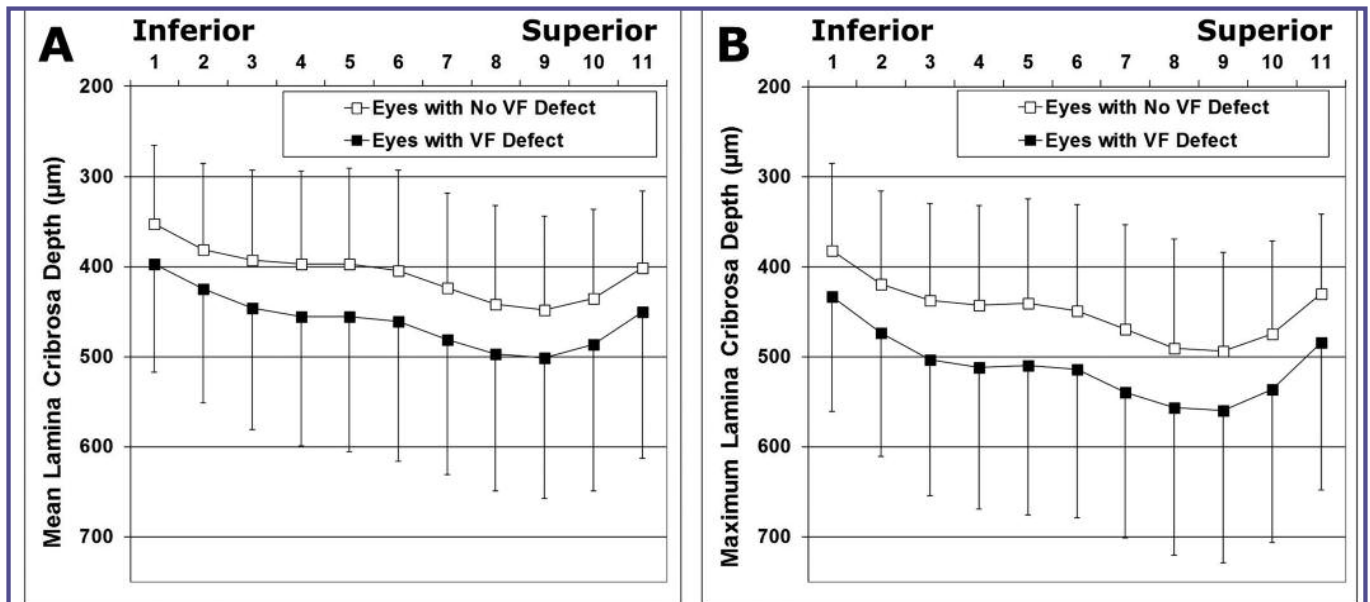 A
Inferior Superior
1 2 3 4 5 6 7 8 9 10 11
200
300
400
500
600
700
Mean Lamina Cribrosa Depth (μm)
Eyes with No VF Defect
Eyes with VF Defect
B
Inferior Superior
1 2 3 4 5 6 7 8 9 10 11
200
300
400
500
600
700
Maximum Lamina Cribrosa Depth (μm)
Eyes with No VF Defect
Eyes with VF Defect